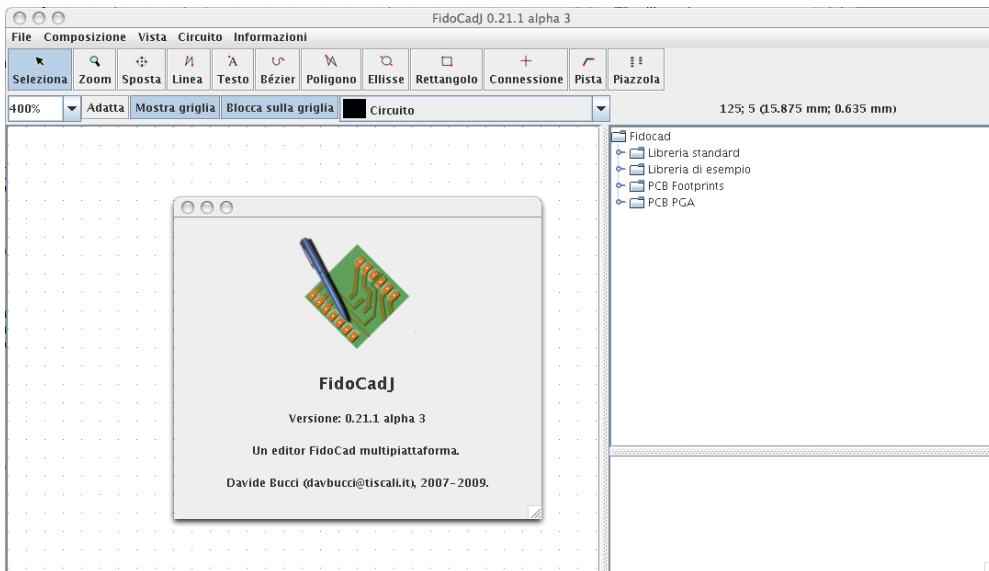 FidoCadJ 0.21.1 alpha 3
File Composizione Vista Circuito Informazioni
Seleziona Zoom Sposta Linea Testo Bézier Poligono Ellisse Rettangolo Connessione Pista Piazzola
400% Adatta Mostra griglia Blocca sulla griglia Circuito 125; 5 (15.875 mm; 0.635 mm)
Fidocad
Libreria standard
Libreria di esempio
PCB Footprints
PCB PGA
FidoCadJ
Versione: 0.21.1 alpha 3
Un editor FidoCad multipiattaforma.
Davide Bucci (davbucci@tiscali.it), 2007-2009.